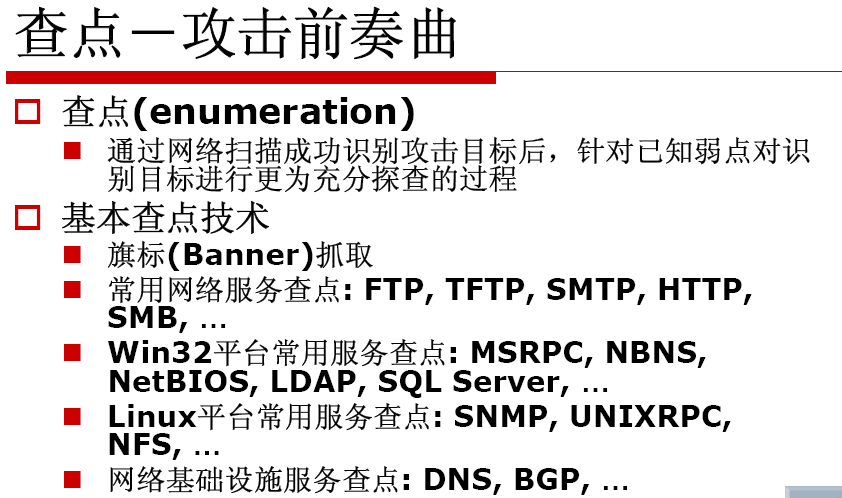 查点－攻击前奏曲
查点(enumeration)
通过网络扫描成功识别攻击目标后，针对已知弱点对识
别目标进行更为充分探查的过程
基本查点技术
旗标(Banner)抓取
常用网络服务查点: FTP, TFTP, SMTP, HTTP,
SMB, …
Win32平台常用服务查点: MSRPC, NBNS,
NetBIOS, LDAP, SQL Server, …
Linux平台常用服务查点: SNMP, UNIXRPC,
NFS, …
网络基础设施服务查点: DNS, BGP, …